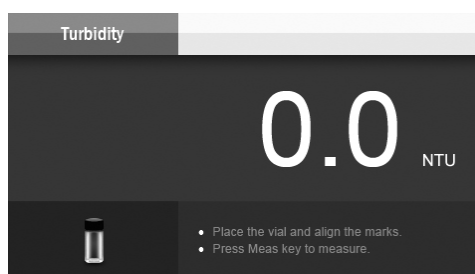 Turbidity
0.0 NTU
• Place the vial and align the marks.
• Press Meas key to measure.